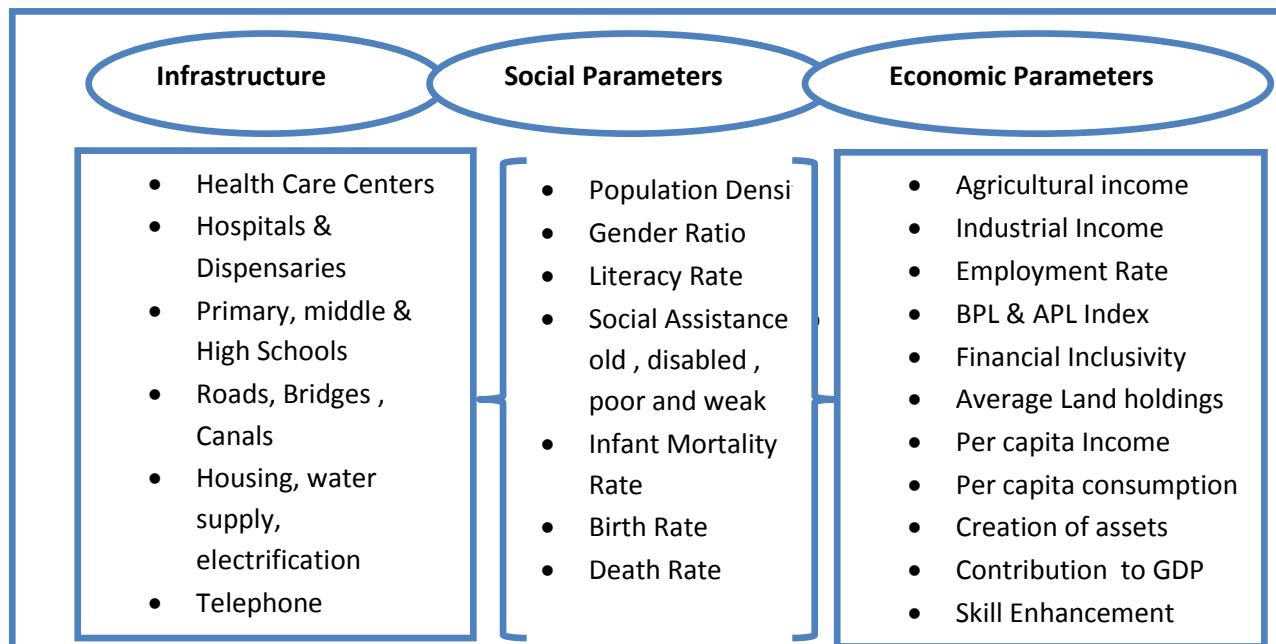 Infrastructure
Social Parameters
Economic Parameters
• Health Care Centers
• Hospitals &
Dispensaries
• Primary, middle &
High Schools
• Roads, Bridges ,
Canals
• Housing, water
supply,
electrification
• Telephone
• Population Densi
• Gender Ratio
• Literacy Rate
• Social Assistance
old , disabled ,
poor and weak
• Infant Mortality
Rate
• Birth Rate
• Death Rate
• Agricultural income
• Industrial Income
• Employment Rate
• BPL & APL Index
• Financial Inclusivity
• Average Land holdings
• Per capita Income
• Per capita consumption
• Creation of assets
• Contribution to GDP
• Skill Enhancement